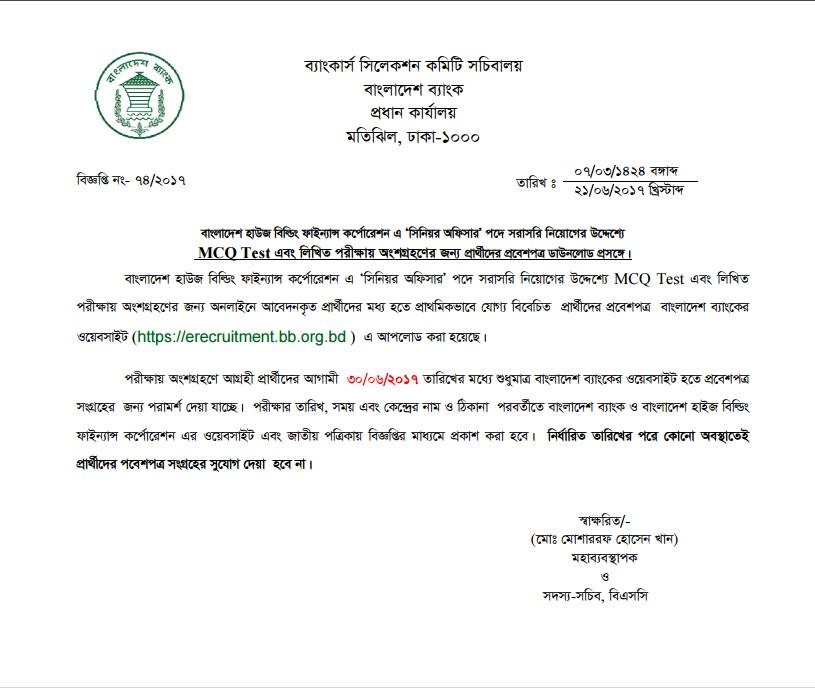 বাংলাদেশ ব্যাংক
ব্যাংকার্স সিলেকশন কমিটি সচিবালয়
বাংলাদেশ ব্যাংক
প্রধান কার্যালয়
মতিঝিল, ঢাকা-১০০০
বিজ্ঞপ্তি নং- ৭৪/২০১৭
তারিখ ঃ ০৭/০৩/১৪২৪ বঙ্গাব্দ
২১/০৬/২০১৭ খ্রিস্টাব্দ
বাংলাদেশ হাউজ বিল্ডিং ফাইন্যান্স কর্পোরেশন এ ‘সিনিয়র অফিসার’ পদে সরাসরি নিয়োগের উদ্দেশ্যে
MCQ Test এবং লিখিত পরীক্ষায় অংশগ্রহণের জন্য প্রার্থীদের প্রবেশপত্র ডাউনলোড প্রসঙ্গে।
বাংলাদেশ হাউজ বিল্ডিং ফাইন্যান্স কর্পোরেশন এ ‘সিনিয়র অফিসার’ পদে সরাসরি নিয়োগের উদ্দেশ্যে MCQ Test এবং লিখিত
পরীক্ষায় অংশগ্রহণের জন্য অনলাইনে আবেদনকৃত প্রার্থীদের মধ্য হতে প্রাথমিকভাবে যোগ্য বিবেচিত প্রার্থীদের প্রবেশপত্র বাংলাদেশ ব্যাংকের
ওয়েবসাইট (https://erecruitment.bb.org.bd ) এ আপলোড করা হয়েছে।
পরীক্ষায় অংশগ্রহণে আগ্রহী প্রার্থীদের আগামী ৩০/০৬/২০১৭ তারিখের মধ্যে শুধুমাত্র বাংলাদেশ ব্যাংকের ওয়েবসাইট হতে প্রবেশপত্র
সংগ্রহের জন্য পরামর্শ দেয়া যাচ্ছে। পরীক্ষার তারিখ, সময় এবং কেন্দ্রের নাম ও ঠিকানা পরবর্তীতে বাংলাদেশ ব্যাংক ও বাংলাদেশ হাইজ বিল্ডিং
ফাইন্যান্স কর্পোরেশন এর ওয়েবসাইট এবং জাতীয় পত্রিকায় বিজ্ঞপ্তির মাধ্যমে প্রকাশ করা হবে। নির্ধারিত তারিখের পরে কোনো অবস্থাতেই
প্রার্থীদের পবেশপত্র সংগ্রহের সুযোগ দেয়া হবে না।
স্বাক্ষরিত/-
(মোঃ মোশাররফ হোসেন খান)
মহাব্যবস্থাপক
ও
সদস্য-সচিব, বিএসসি